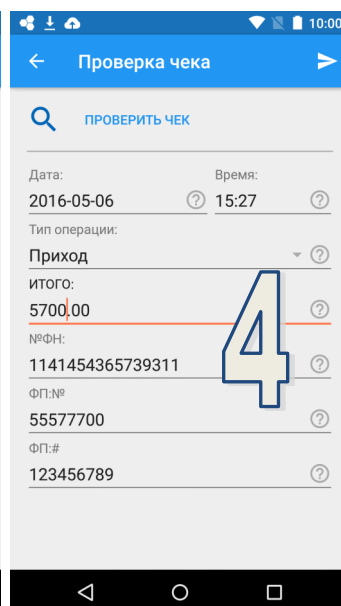 10:00
Проверка чека
ПРОВЕРИТЬ ЧЕК
Дата: Время:
2016-05-06 15:27
Тип операции:
Приход
ИТОГО:
5700.00
№ФН:
1141454365739311
ФП:№
55577700
ФП:#
123456789
4